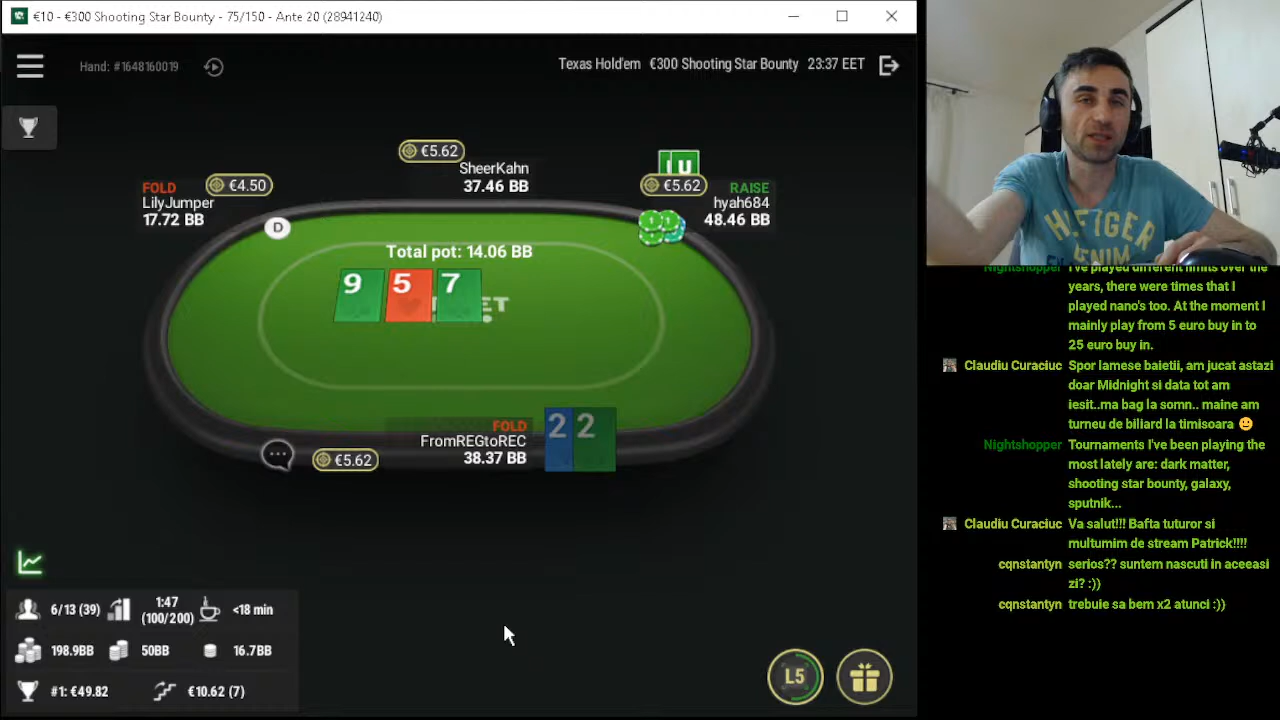 €10 - €300 Shooting Star Bounty - 75/150 - Ante 20 (28941240)
Hand: #1648160019
Texas Hold'em €300 Shooting Star Bounty 23:37 EET
€5.62
SheerKahn
37.46 BB
FOLD €4.50
LilyJumper
17.72 BB
€5.62 RAISE
hyah684
48.46 BB
D
Total pot: 14.06 BB
9 5 7
2 2
FOLD
FromREGtoREC
€5.62
38.37 BB
6/13 (39) 1:47 (100/200) <18 min
198.9BB 50BB 16.7BB
#1: €49.82 €10.62 (7)
L5
HILFIGER
DENIM
Nightshopper I've played different limits over the
years, there were times that I
played nano's too. At the moment I
mainly play from 5 euro buy in to
25 euro buy in.
Claudiu Curaciuc Spor lamese baietii, am jucat astazi
doar Midnight si data tot am
iesit..ma bag la somn.. maine am
turneu de biliard la timisoara
Nightshopper Tournaments I've been playing the
most lately are: dark matter,
shooting star bounty, galaxy,
sputnik...
Claudiu Curaciuc Va salut!!! Bafta tuturor si
multumim de stream Patrick!!!!
cqnstantyn serios?? suntem nascuti in aceeasi
zi? :))
cqnstantyn trebuie sa bem x2 atunci :))